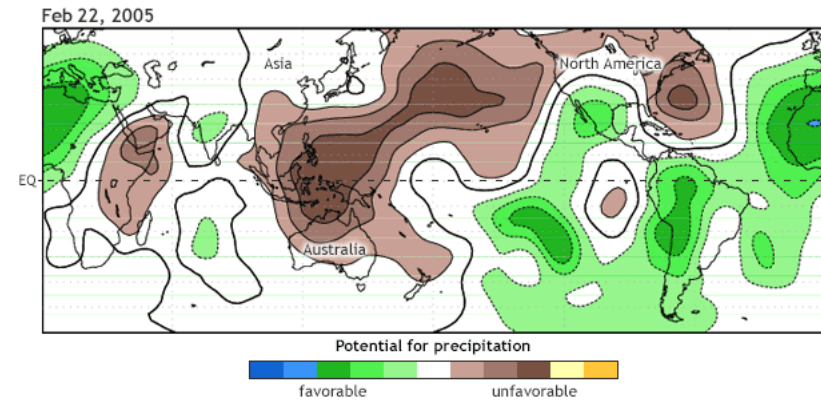 Feb 22, 2005
Asia
North America
EQ
Australia
Potential for precipitation
favorable
unfavorable